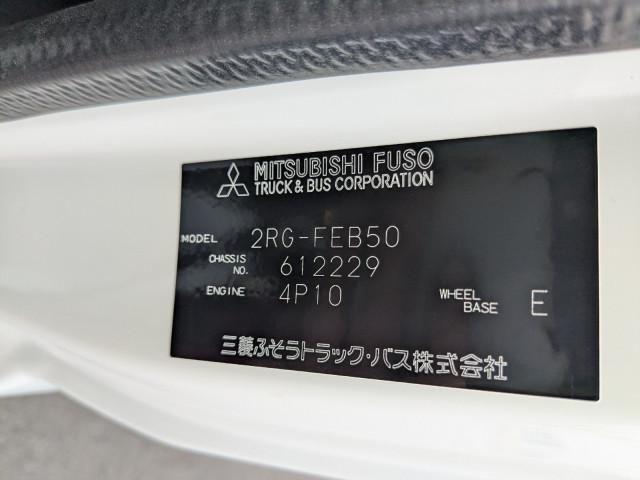 MITSUBISHI FUSO
TRUCK & BUS CORPORATION
MODEL 2RG-FEB50
CHASSIS NO. 612229
ENGINE 4P10 WHEEL BASE E
三菱ふそうトラック・バス株式会社